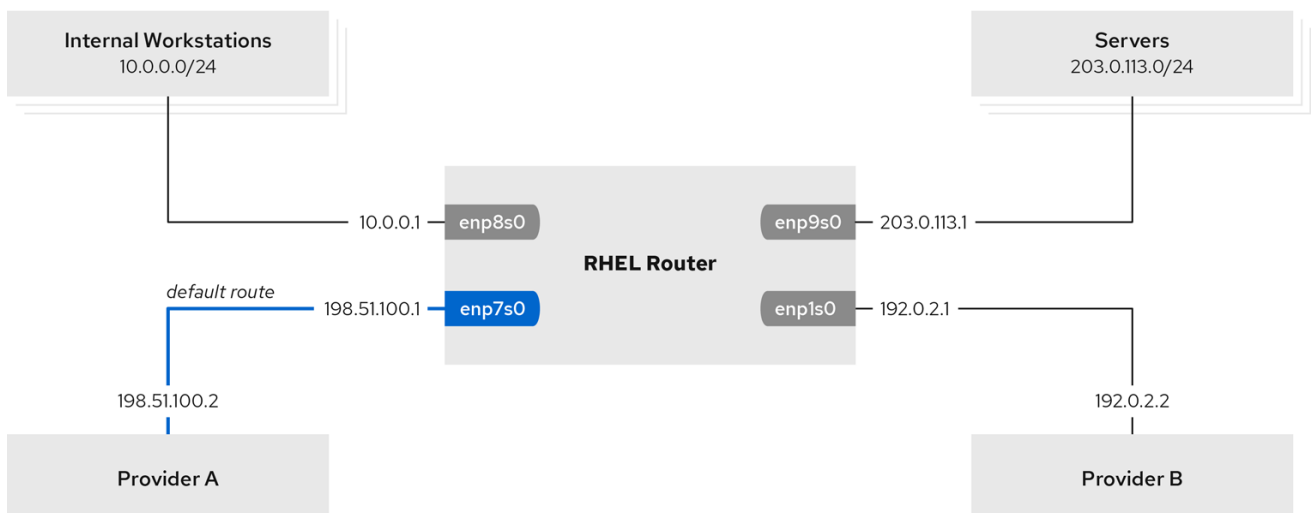 Internal Workstations
10.0.0.0/24
Servers
203.0.113.0/24
10.0.0.1
enp8s0
enp9s0
203.0.113.1
RHEL Router
default route
198.51.100.1
enp7s0
enp1s0
192.0.2.1
198.51.100.2
192.0.2.2
Provider A
Provider B